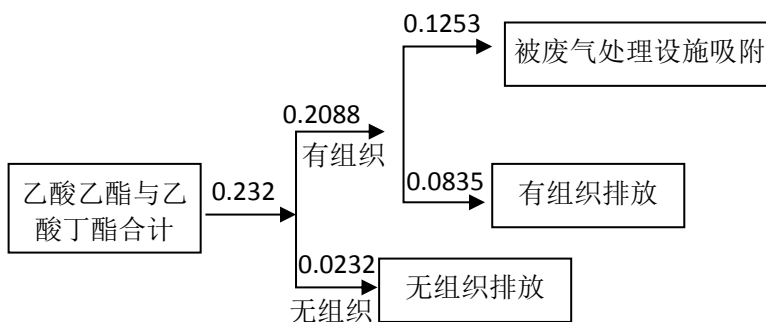 0.1253
被废气处理设施吸附
0.2088
有组织
乙酸乙酯与乙
酸丁酯合计
0.232
0.0835
有组织排放
0.0232
无组织
无组织排放